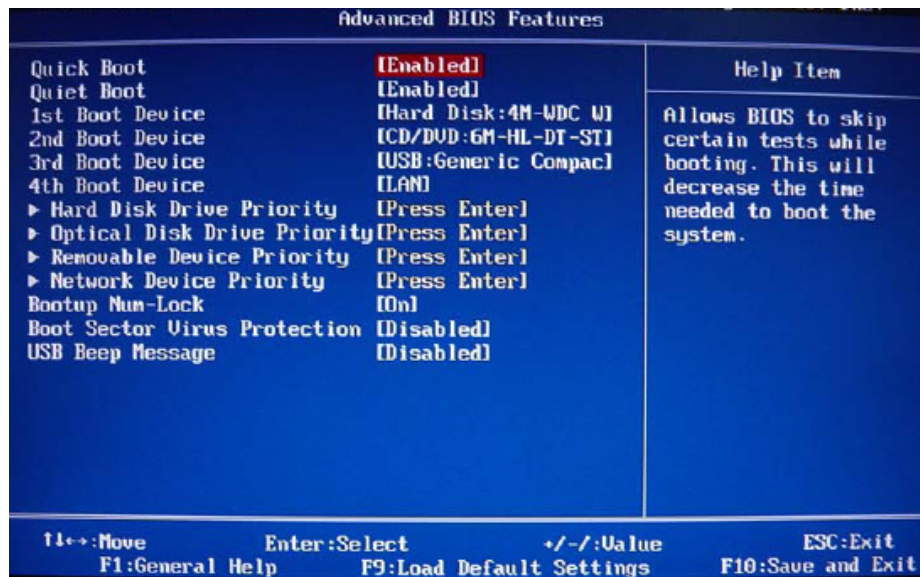 Advanced BIOS Features
Quick Boot [Enabled]
Quiet Boot [Enabled]
1st Boot Device [Hard Disk:4M-WDC W]
2nd Boot Device [CD/DVD:6M-HL-DT-ST]
3rd Boot Device [USB:Generic Compac]
4th Boot Device [LAN]
▶ Hard Disk Drive Priority [Press Enter]
▶ Optical Disk Drive Priority[Press Enter]
▶ Removable Device Priority [Press Enter]
▶ Network Device Priority [Press Enter]
Bootup Num-Lock [On]
Boot Sector Virus Protection [Disabled]
USB Beep Message [Disabled]
Help Item
Allows BIOS to skip
certain tests while
booting. This will
decrease the time
needed to boot the
system.
↑↓←→:Move Enter:Select +/-/:Value ESC:Exit
F1:General Help F9:Load Default Settings F10:Save and Exit